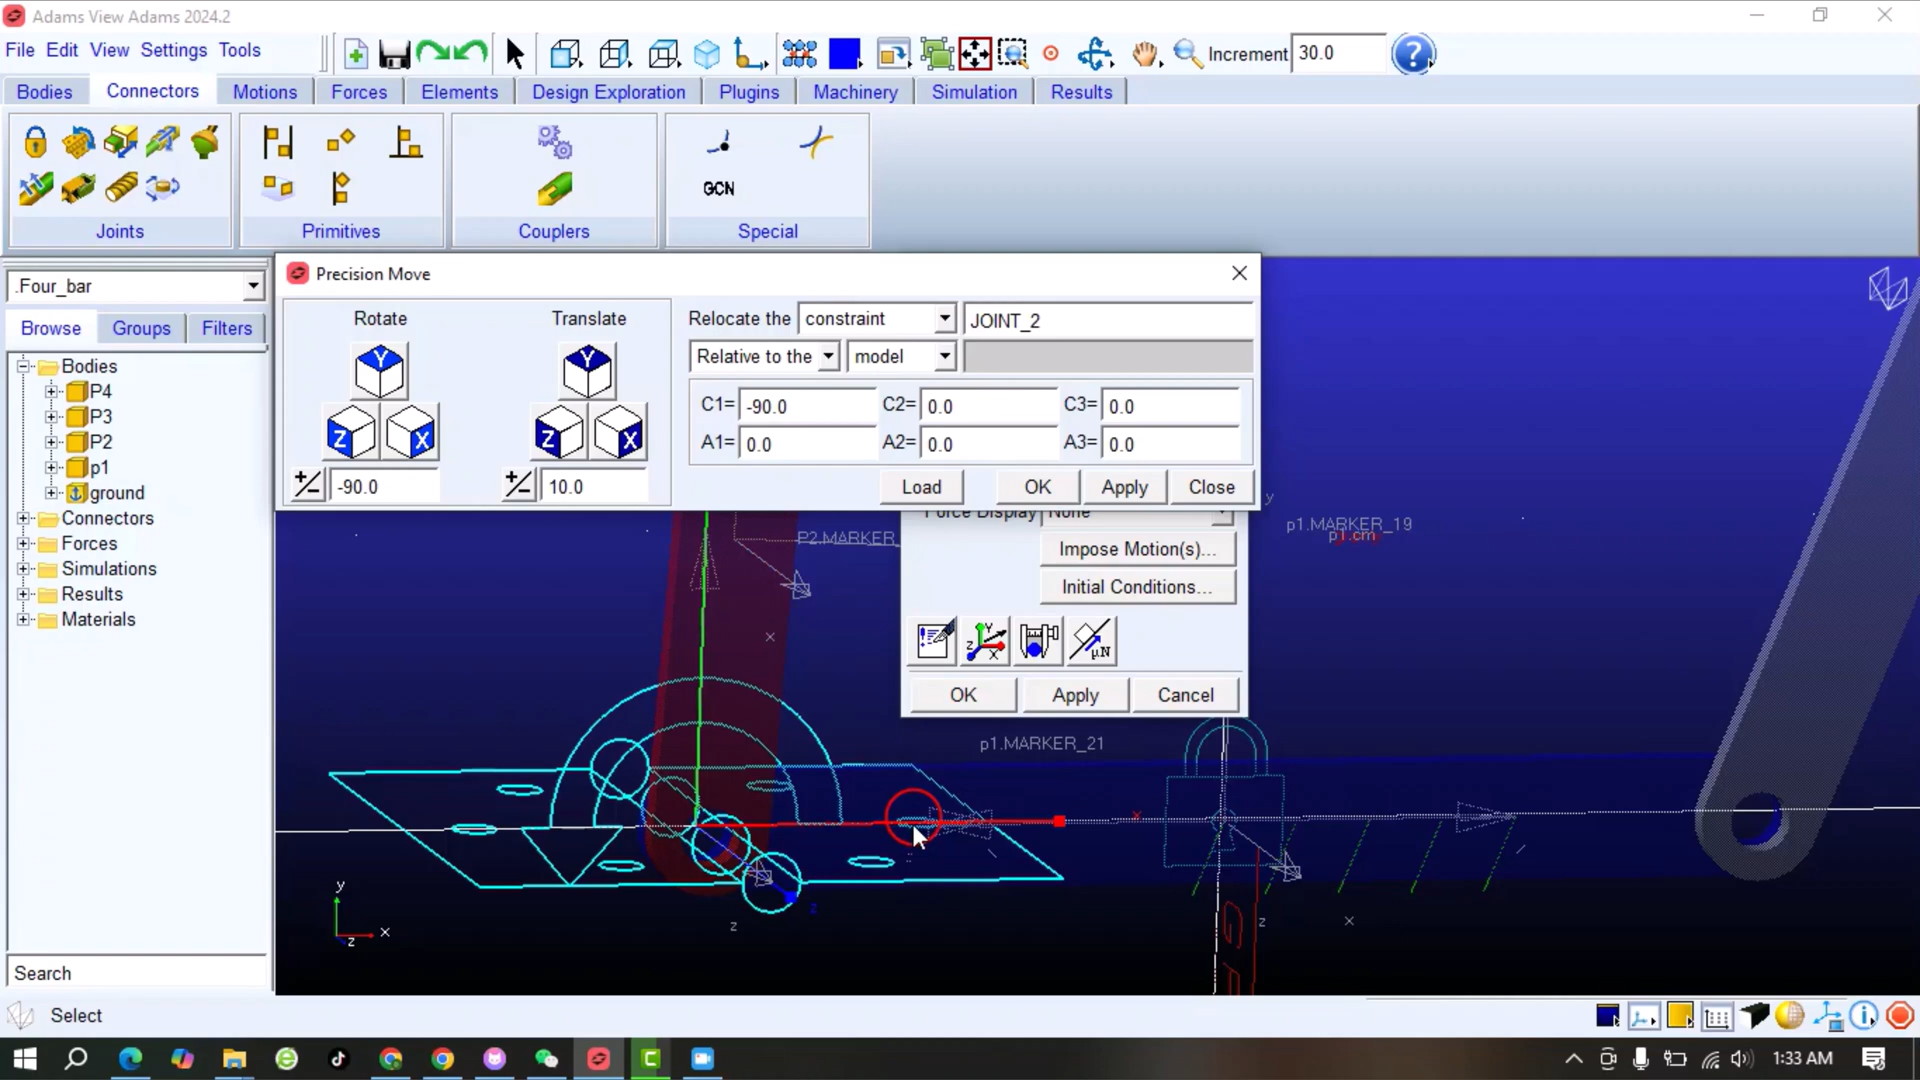 Adams View Adams 2024.2
File Edit View Settings Tools
Increment 30.0
Bodies Connectors Motions Forces Elements Design Exploration Plugins Machinery Simulation Results
GCN
Joints Primitives Couplers Special
.Four_bar
Browse Groups Filters
Bodies
P4
P3
P2
p1
ground
Connectors
Forces
Simulations
Results
Materials
Search
Precision Move
Rotate Translate
Y Y
Z X Z X
-90.0 10.0
Relocate the constraint JOINT_2
Relative to the model
C1= -90.0 C2= 0.0 C3= 0.0
A1= 0.0 A2= 0.0 A3= 0.0
Load OK Apply Close
Force Display None
Impose Motion(s)...
Initial Conditions...
OK Apply Cancel
P2.MARKER_
p1.MARKER_19
p1.cm
p1.MARKER_21
y
x
z
Select
1:33 AM